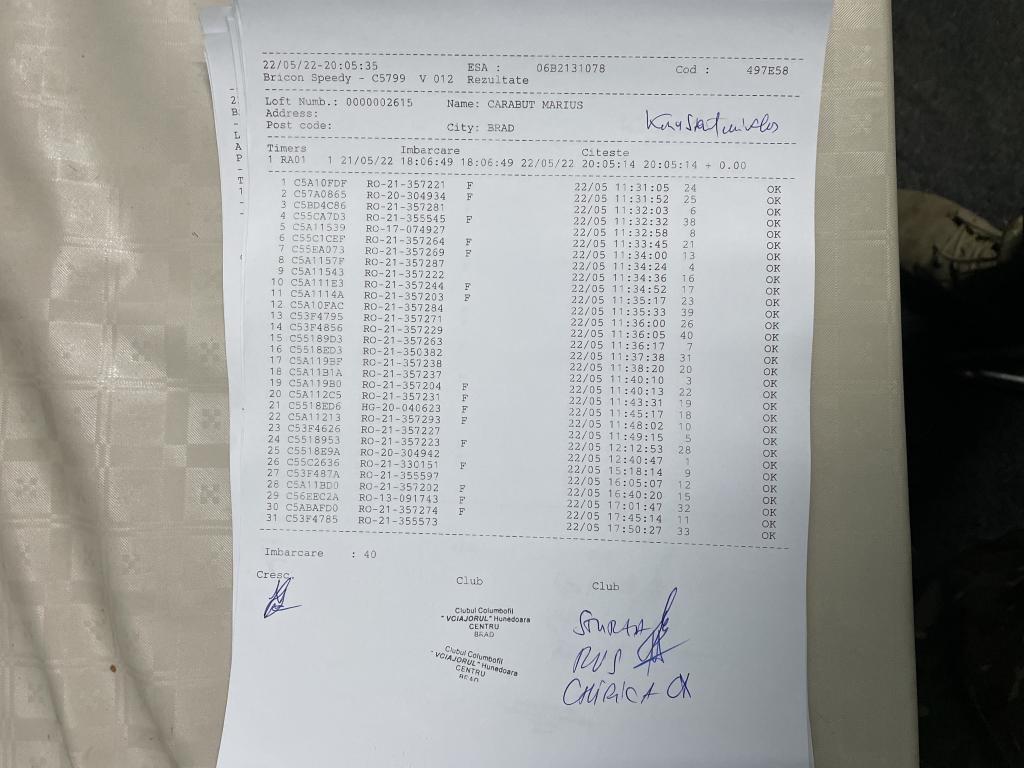 22/05/22-20:05:35 ESA : 06B2131078 Cod : 497E58
Bricon Speedy - C5799 V 012 Rezultate
Loft Numb.: 0000002615 Name: CARABUT MARIUS
Address:
Post code: City: BRAD
Timers Imbarcare Citeste
1 RA01 1 21/05/22 18:06:49 18:06:49 22/05/22 20:05:14 20:05:14 + 0.00
1 C5A10FDF RO-21-357221 F 22/05 11:31:05 24 OK
2 C57A0865 RO-20-304934 F 22/05 11:31:52 25 OK
3 C5BD4C86 RO-21-357281 22/05 11:32:03 6 OK
4 C55CA7D3 RO-21-355545 F 22/05 11:32:32 38 OK
5 C5A11539 RO-17-074927 22/05 11:32:58 8 OK
6 C55C1CEF RO-21-357264 F 22/05 11:33:45 21 OK
7 C55EA073 RO-21-357269 F 22/05 11:34:00 13 OK
8 C5A1157F RO-21-357287 22/05 11:34:24 4 OK
9 C5A11543 RO-21-357222 22/05 11:34:36 16 OK
10 C5A111E3 RO-21-357244 F 22/05 11:34:52 17 OK
11 C5A1114A RO-21-357203 F 22/05 11:35:17 23 OK
12 C5A10FAC RO-21-357284 22/05 11:35:33 39 OK
13 C53F4795 RO-21-357271 22/05 11:36:00 26 OK
14 C53F4856 RO-21-357229 22/05 11:36:05 40 OK
15 C55189D3 RO-21-357263 22/05 11:36:17 7 OK
16 C5518ED3 RO-21-350382 22/05 11:37:38 31 OK
17 C5A119BF RO-21-357238 22/05 11:38:20 20 OK
18 C5A11B1A RO-21-357237 22/05 11:40:10 3 OK
19 C5A119B0 RO-21-357204 F 22/05 11:40:13 22 OK
20 C5A112C5 RO-21-357231 F 22/05 11:43:31 19 OK
21 C5518ED6 HG-20-040623 F 22/05 11:45:17 18 OK
22 C5A11213 RO-21-357293 F 22/05 11:48:02 10 OK
23 C53F4626 RO-21-357227 22/05 11:49:15 5 OK
24 C5518953 RO-21-357223 F 22/05 12:12:53 28 OK
25 C5518E9A RO-20-304942 22/05 12:40:47 1 OK
26 C55C2636 RO-21-330151 F 22/05 15:18:14 9 OK
27 C53F487A RO-21-355597 22/05 16:05:07 12 OK
28 C5A11BD0 RO-21-357202 F 22/05 16:40:20 15 OK
29 C56EEC2A RO-13-091743 F 22/05 17:01:47 32 OK
30 C5ABAFD0 RO-21-357274 F 22/05 17:45:14 11 OK
31 C53F4785 RO-21-355573 22/05 17:50:27 33 OK
Imbarcare : 40
Cresc. Club Club
Clubul Columbofil
"VCIAJORUL" Hunedoara
CENTRU
BRAD
Clubul Columbofil
"VCIAJORUL" Hunedoara
CENTRU
BRAD
RUS
CHIRICA